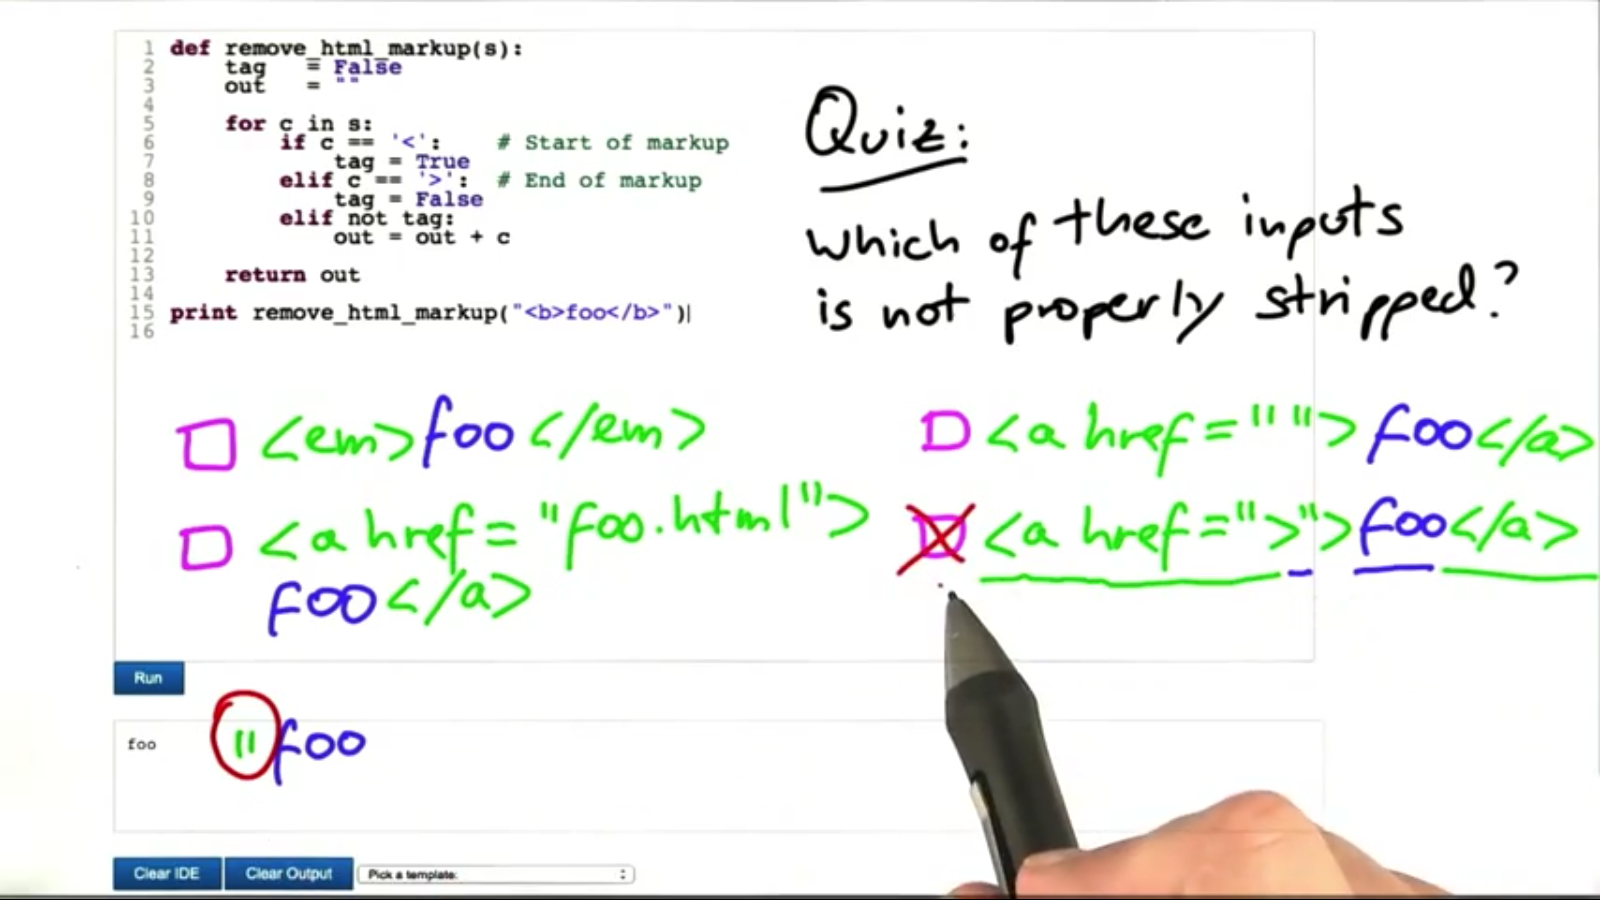 1 def remove_html_markup(s):
2 tag = False
3 out = ""
4
5 for c in s:
6 if c == '<': # Start of markup
7 tag = True
8 elif c == '>': # End of markup
9 tag = False
10 elif not tag:
11 out = out + c
12
13 return out
14
15 print remove_html_markup("<b>foo</b>")
16
Quiz:
Which of these inputs
is not properly stripped?
<em>foo</em>
<a href="foo.html">
foo</a>
<a href="">foo</a>
<a href=">">foo</a>
Run
foo
"foo
Clear IDE Clear Output Pick a template: